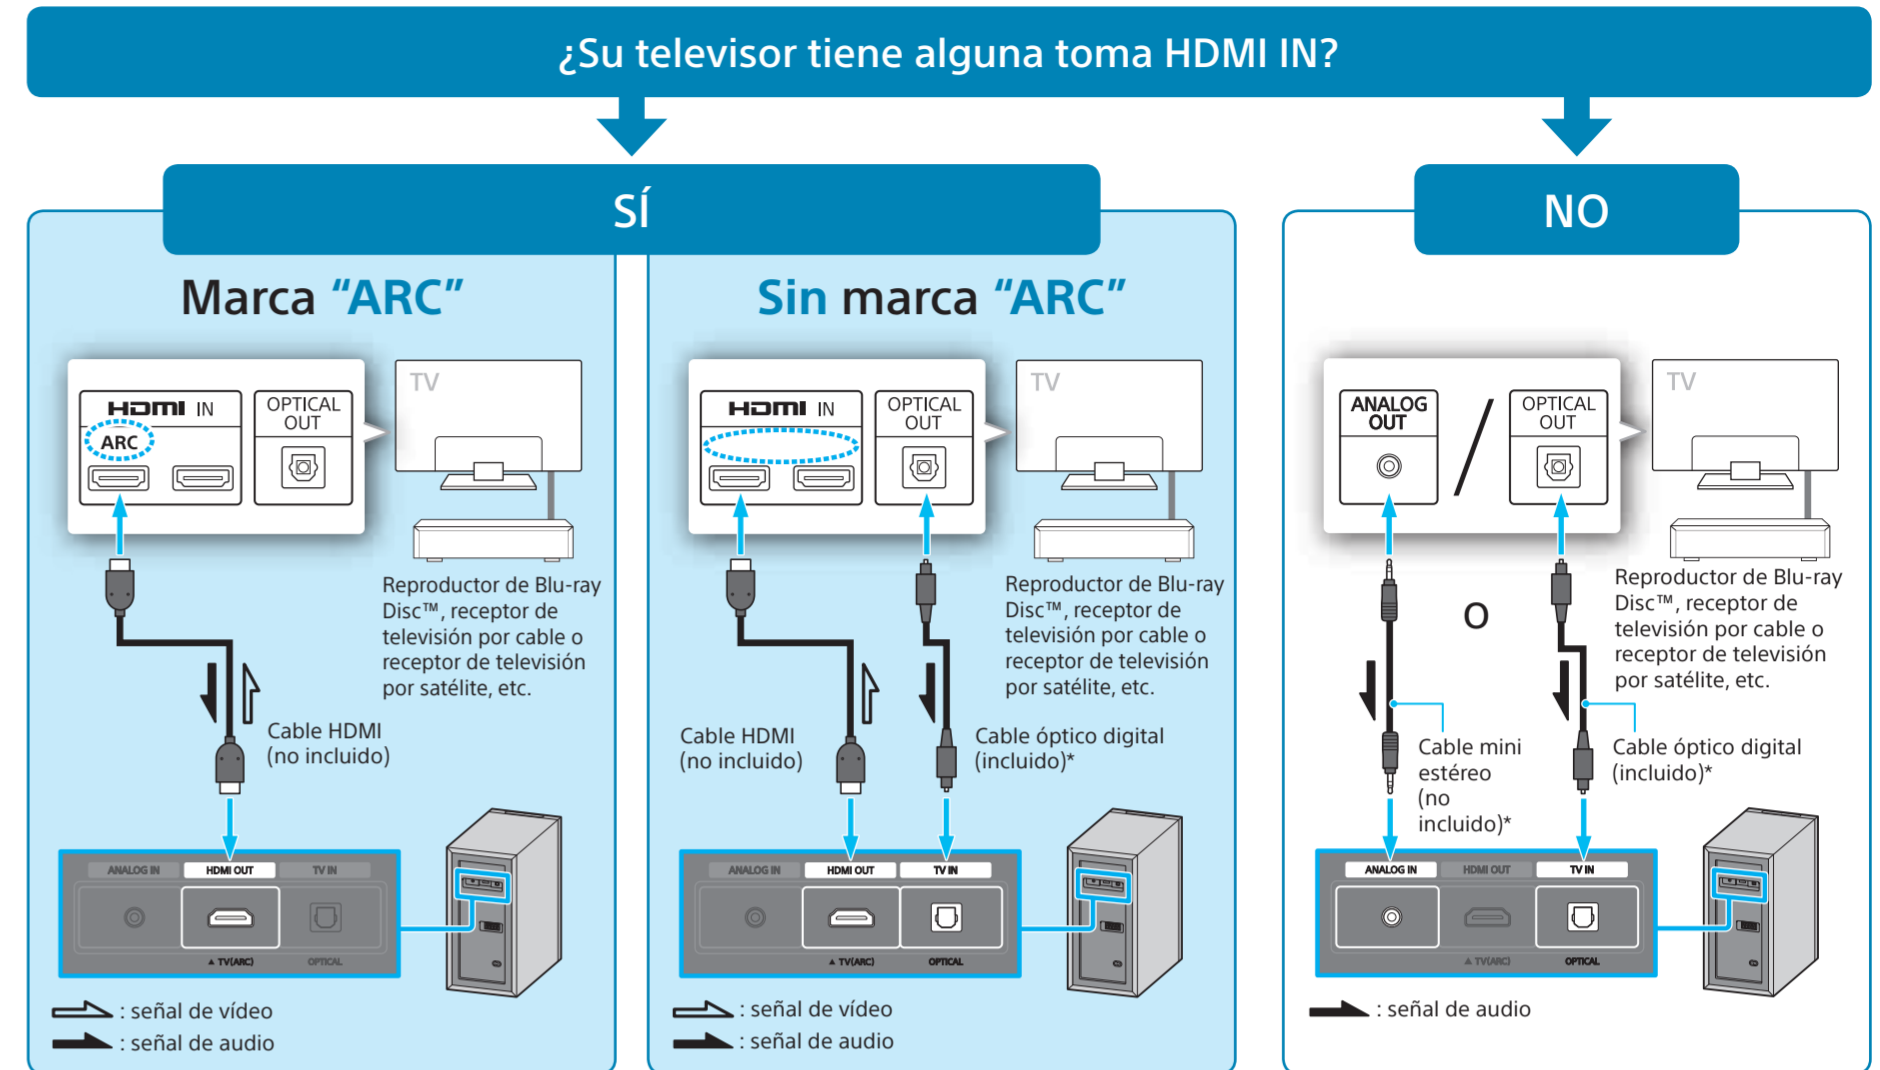 ¿Su televisor tiene alguna toma HDMI IN?
SÍ
Marca “ARC”
HDMI IN
ARC
OPTICAL
OUT
TV
Reproductor de Blu-ray
Disc™, receptor de
televisión por cable o
receptor de televisión
por satélite, etc.
Cable HDMI
(no incluido)
ANALOG IN
HDMI OUT
TV IN
▲ TV(ARC)
OPTICAL
: señal de vídeo
: señal de audio
Sin marca “ARC”
HDMI IN
OPTICAL
OUT
TV
Reproductor de Blu-ray
Disc™, receptor de
televisión por cable o
receptor de televisión
por satélite, etc.
Cable HDMI
(no incluido)
Cable óptico digital
(incluido)*
ANALOG IN
HDMI OUT
TV IN
▲ TV(ARC)
OPTICAL
: señal de vídeo
: señal de audio
NO
ANALOG
OUT
/
OPTICAL
OUT
TV
O
Reproductor de Blu-ray
Disc™, receptor de
televisión por cable o
receptor de televisión
por satélite, etc.
Cable mini
estéreo
(no
incluido)*
Cable óptico digital
(incluido)*
ANALOG IN
HDMI OUT
TV IN
▲ TV(ARC)
OPTICAL
: señal de audio